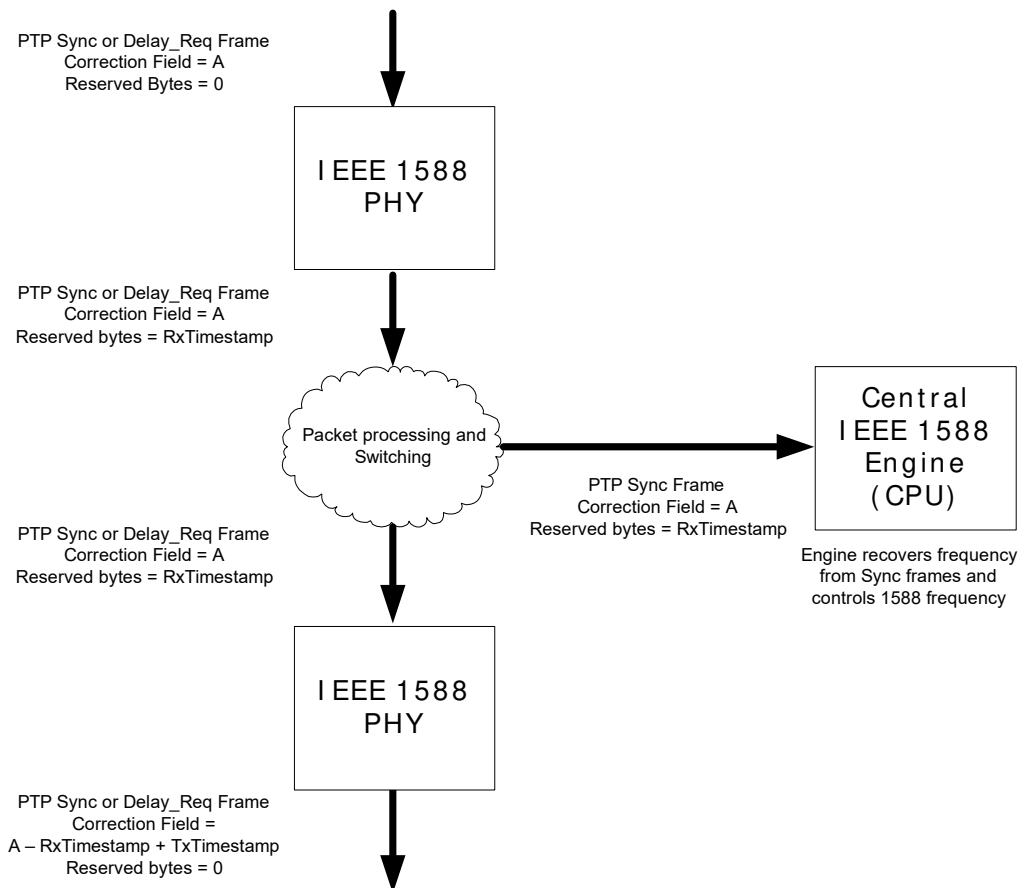 PTP Sync or Delay_Req Frame
Correction Field = A
Reserved Bytes = 0
IEEE 1588
PHY
PTP Sync or Delay_Req Frame
Correction Field = A
Reserved bytes = RxTimestamp
Packet processing and
Switching
PTP Sync Frame
Correction Field = A
Reserved bytes = RxTimestamp
Central
IEEE 1588
Engine
(CPU)
Engine recovers frequency
from Sync frames and
controls 1588 frequency
PTP Sync or Delay_Req Frame
Correction Field = A
Reserved bytes = RxTimestamp
IEEE 1588
PHY
PTP Sync or Delay_Req Frame
Correction Field =
A – RxTimestamp + TxTimestamp
Reserved bytes = 0